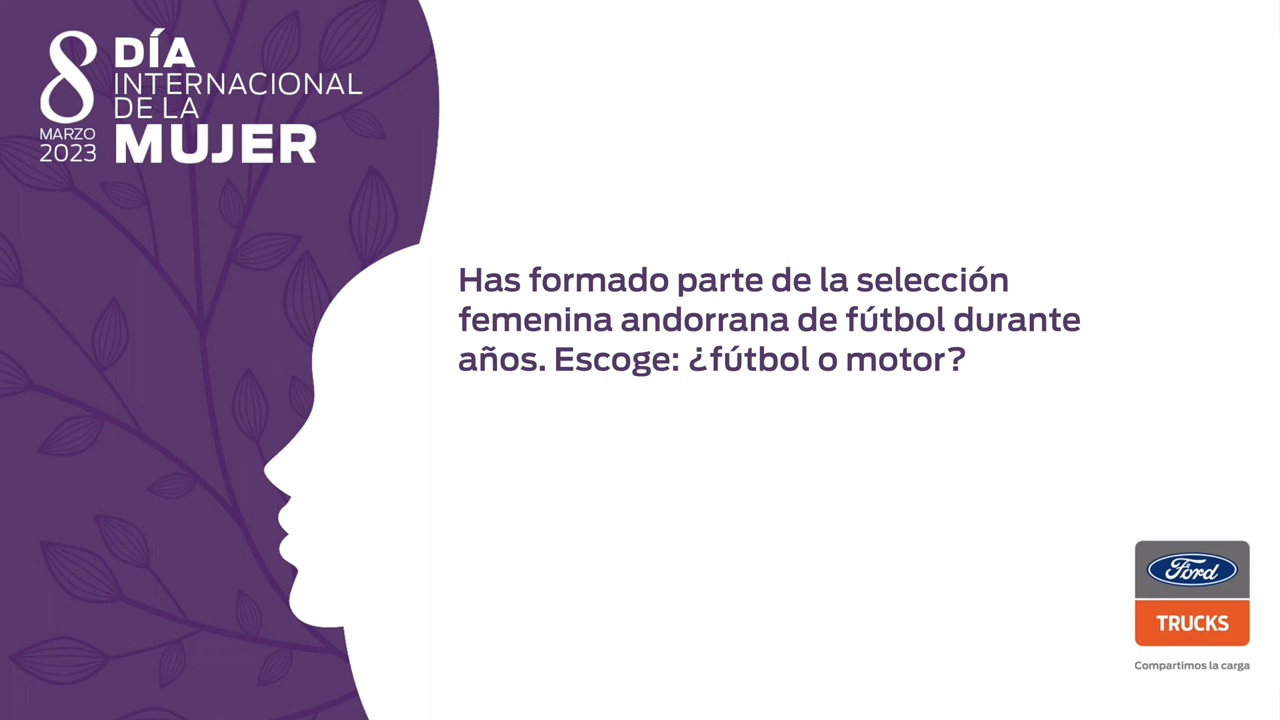 8
MARZO
2023
DÍA
INTERNACIONAL
DE LA
MUJER
Has formado parte de la selección
femenina andorrana de fútbol durante
años. Escoge: ¿fútbol o motor?
Ford
TRUCKS
Compartimos la carga